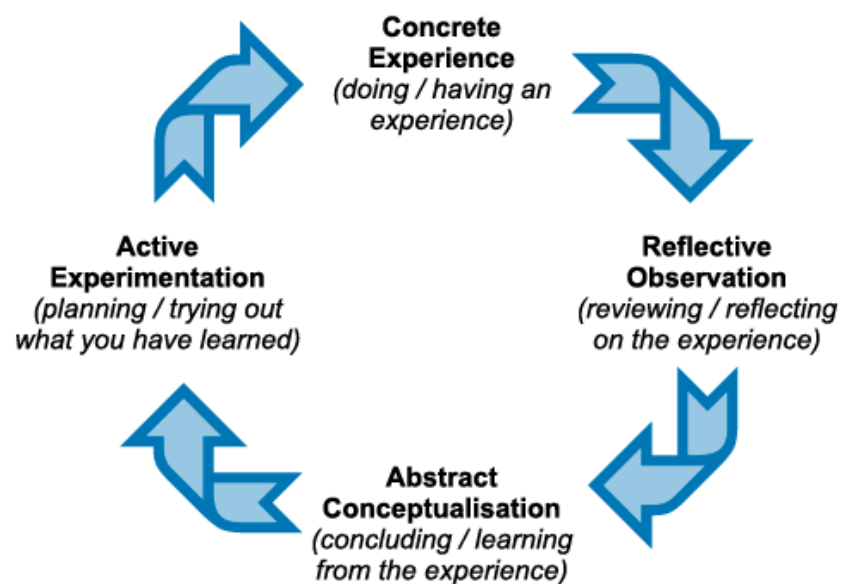 Concrete
Experience
(doing / having an
experience)
Reflective
Observation
(reviewing / reflecting
on the experience)
Abstract
Conceptualisation
(concluding / learning
from the experience)
Active
Experimentation
(planning / trying out
what you have learned)